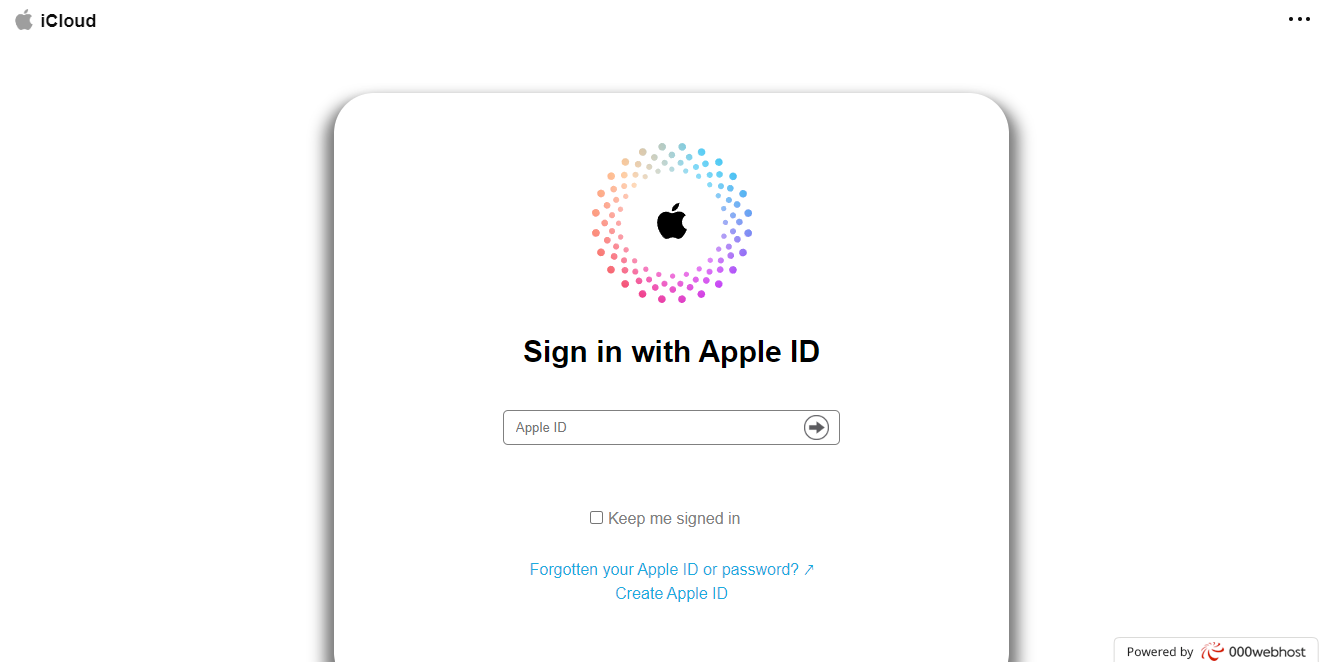 iCloud
Sign in with Apple ID
Apple ID
Keep me signed in
Forgotten your Apple ID or password? ↗
Create Apple ID
Powered by 000webhost